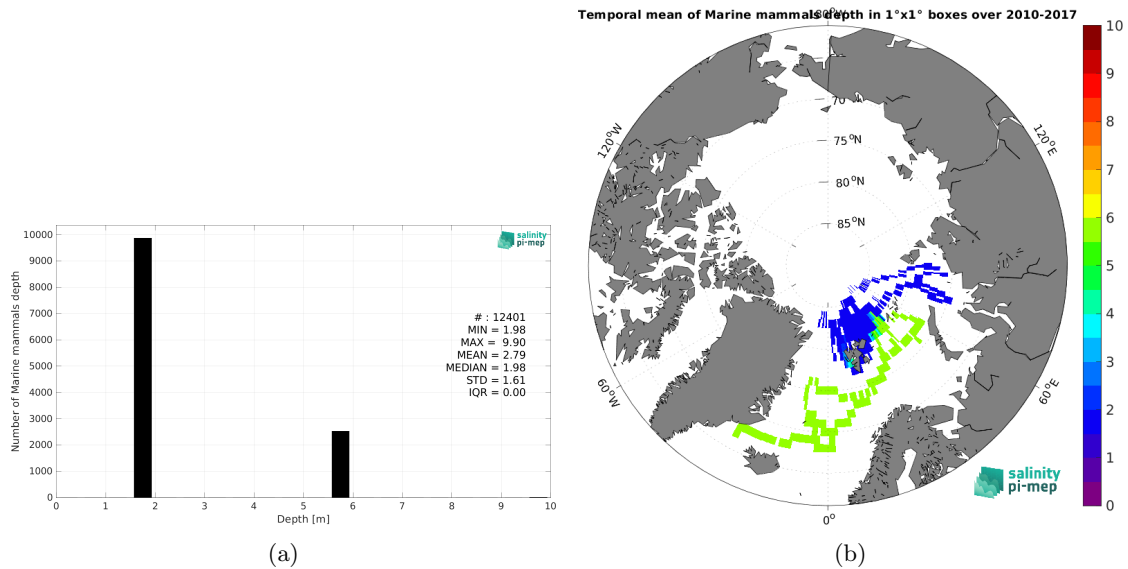 10000
9000
8000
7000
6000
5000
4000
3000
2000
1000
0
Number of Marine mammals depth
salinity
pi-mep
# : 12401
MIN = 1.98
MAX = 9.90
MEAN = 2.79
MEDIAN = 1.98
STD = 1.61
IQR = 0.00
0 1 2 3 4 5 6 7 8 9 10
Depth [m]
(a)
Temporal mean of Marine mammals depth in 1°x1° boxes over 2010-2017
180°W
120°W
120°E
70°N
75°N
80°N
85°N
60°W
60°E
0°
10
9
8
7
6
5
4
3
2
1
0
salinity
pi-mep
(b)